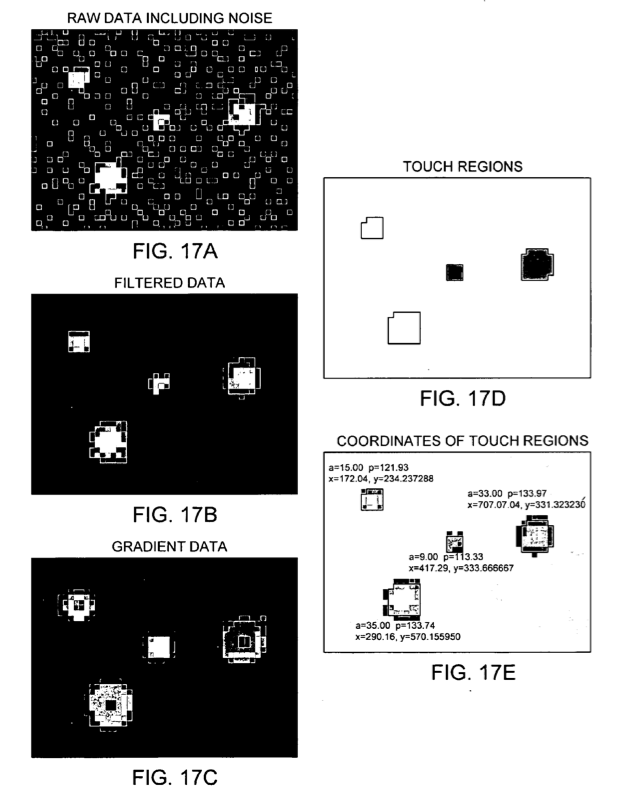 RAW DATA INCLUDING NOISE
FIG. 17A
FILTERED DATA
FIG. 17B
GRADIENT DATA
FIG. 17C
TOUCH REGIONS
FIG. 17D
COORDINATES OF TOUCH REGIONS
a=15.00 p=121.93
x=172.04, y=234.237288
a=33.00 p=133.97
x=707.07.04, y=331.323230
a=9.00 p=113.33
x=417.29, y=333.666667
a=35.00 p=133.74
x=290.16, y=570.155950
FIG. 17E